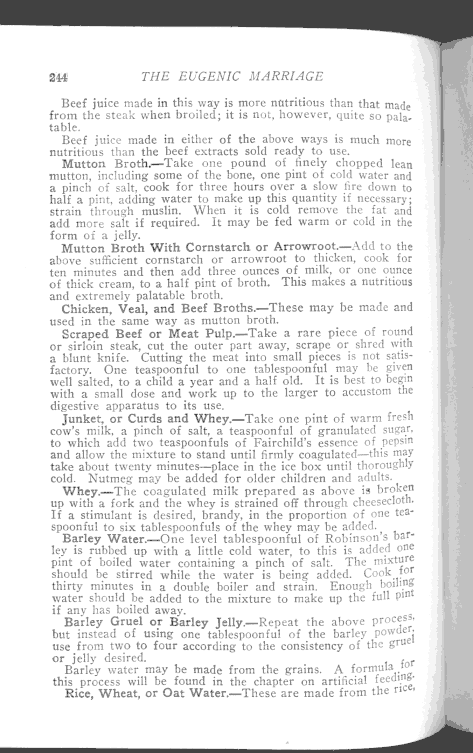 244 THE EUGENIC MARRIAGE
Beef juice made in this way is more nutritious than that made
from the steak when broiled; it is not, however, quite so pala-
table.
Beef juice made in either of the above ways is much more
nutritious than the beef extracts sold ready to use.
Mutton Broth.—Take one pound of finely chopped lean
mutton, including some of the bone, one pint of cold water and
a pinch of salt, cook for three hours over a slow fire down to
half a pint, adding water to make up this quantity if necessary;
strain through muslin. When it is cold remove the fat and
add more salt if required. It may be fed warm or cold in the
form of a jelly.
Mutton Broth With Cornstarch or Arrowroot.—Add to the
above sufficient cornstarch or arrowroot to thicken, cook for
ten minutes and then add three ounces of milk, or one ounce
of thick cream, to a half pint of broth. This makes a nutritious
and extremely palatable broth.
Chicken, Veal, and Beef Broths.—These may be made and
used in the same way as mutton broth.
Scraped Beef or Meat Pulp.—Take a rare piece of round
or sirloin steak, cut the outer part away, scrape or shred with
a blunt knife. Cutting the meat into small pieces is not satis-
factory. One teaspoonful to one tablespoonful may be given
well salted, to a child a year and a half old. It is best to begin
with a small dose and work up to the larger to accustom the
digestive apparatus to its use.
Junket, or Curds and Whey.—Take one pint of warm fresh
cow's milk, a pinch of salt, a teaspoonful of granulated sugar,
to which add two teaspoonfuls of Fairchild's essence of pepsin
and allow the mixture to stand until firmly coagulated—this may
take about twenty minutes—place in the ice box until thoroughly
cold. Nutmeg may be added for older children and adults.
Whey.—The coagulated milk prepared as above is broken
up with a fork and the whey is strained off through cheesecloth.
If a stimulant is desired, brandy, in the proportion of one tea-
spoonful to six tablespoonfuls of the whey may be added.
Barley Water.—One level tablespoonful of Robinson's bar-
ley is rubbed up with a little cold water, to this is added one
pint of boiled water containing a pinch of salt. The mixture
should be stirred while the water is being added. Cook for
thirty minutes in a double boiler and strain. Enough boiling
water should be added to the mixture to make up the full pint
if any has boiled away.
Barley Gruel or Barley Jelly.—Repeat the above process,
but instead of using one tablespoonful of the barley powder,
use from two to four according to the consistency of the gruel
or jelly desired.
Barley water may be made from the grains. A formula for
this process will be found in the chapter on artificial feeding.
Rice, Wheat, or Oat Water.—These are made from the rice,